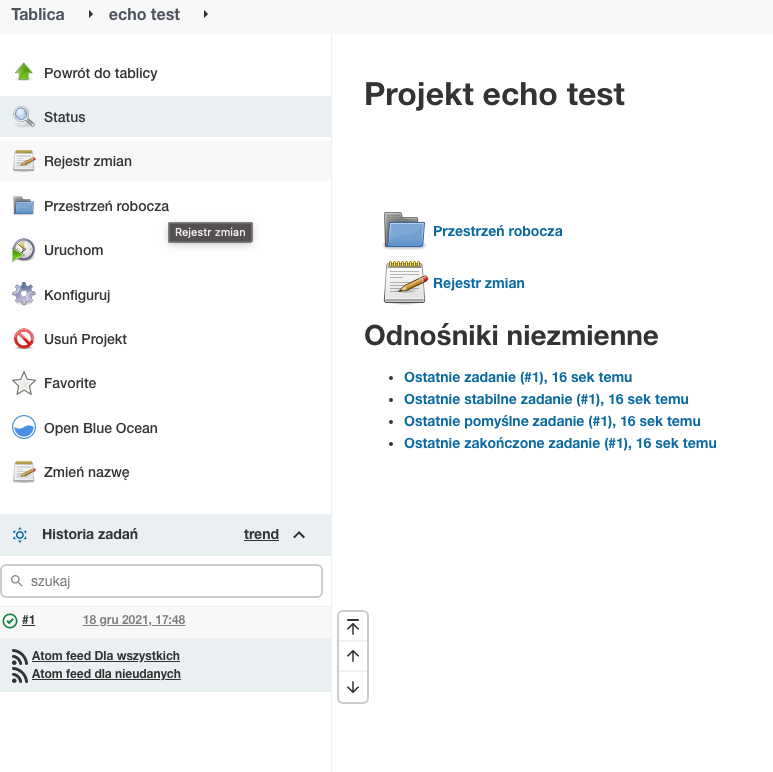 Tablica echo test
Powrót do tablicy
Status
Rejestr zmian
Przestrzeń robocza
Rejestr zmian
Uruchom
Konfiguruj
Usuń Projekt
Favorite
Open Blue Ocean
Zmień nazwę
Historia zadań trend
szukaj
#1 18 gru 2021, 17:48
Atom feed Dla wszystkich
Atom feed dla nieudanych
Projekt echo test
Przestrzeń robocza
Rejestr zmian
Odnośniki niezmienne
Ostatnie zadanie (#1), 16 sek temu
Ostatnie stabilne zadanie (#1), 16 sek temu
Ostatnie pomyślne zadanie (#1), 16 sek temu
Ostatnie zakończone zadanie (#1), 16 sek temu